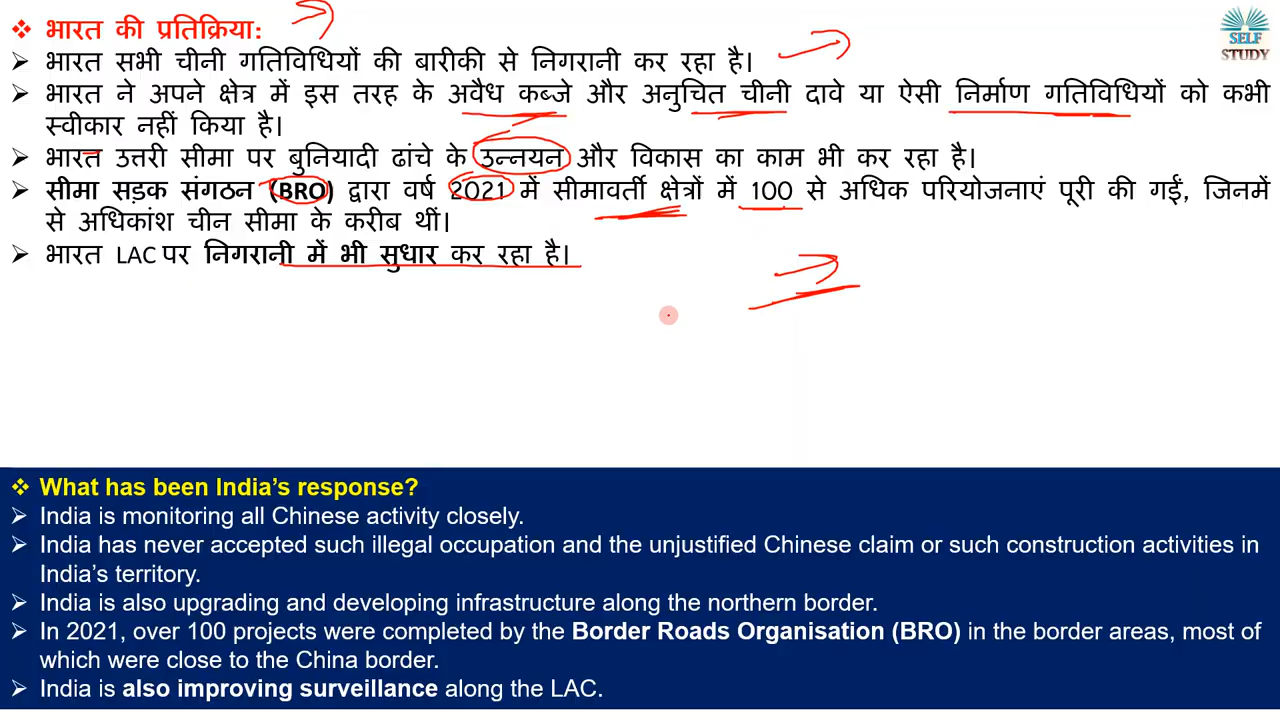 ❖ भारत की प्रतिक्रिया:
SELF
STUDY
➢ भारत सभी चीनी गतिविधियों की बारीकी से निगरानी कर रहा है।
➢ भारत ने अपने क्षेत्र में इस तरह के अवैध कब्जे और अनुचित चीनी दावे या ऐसी निर्माण गतिविधियों को कभी
स्वीकार नहीं किया है।
➢ भारत उत्तरी सीमा पर बुनियादी ढांचे के उन्नयन और विकास का काम भी कर रहा है।
➢ सीमा सड़क संगठन (BRO) द्वारा वर्ष 2021 में सीमावर्ती क्षेत्रों में 100 से अधिक परियोजनाएं पूरी की गईं, जिनमें
से अधिकांश चीन सीमा के करीब थीं।
➢ भारत LAC पर निगरानी में भी सुधार कर रहा है।
❖ What has been India's response?
➢ India is monitoring all Chinese activity closely.
➢ India has never accepted such illegal occupation and the unjustified Chinese claim or such construction activities in
India's territory.
➢ India is also upgrading and developing infrastructure along the northern border.
➢ In 2021, over 100 projects were completed by the Border Roads Organisation (BRO) in the border areas, most of
which were close to the China border.
➢ India is also improving surveillance along the LAC.